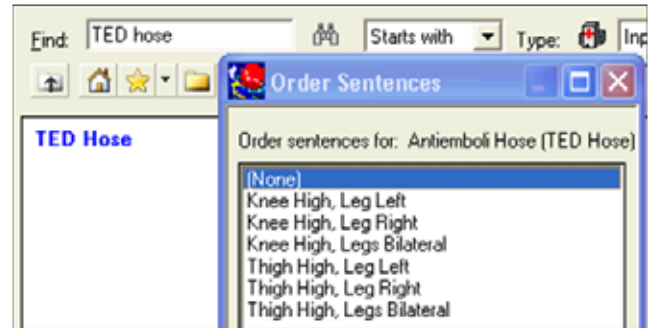 Find: TED hose Starts with Type: Inp
Order Sentences
TED Hose
Order sentences for: Antiemboli Hose (TED Hose)
(None)
Knee High, Leg Left
Knee High, Leg Right
Knee High, Legs Bilateral
Thigh High, Leg Left
Thigh High, Leg Right
Thigh High, Legs Bilateral